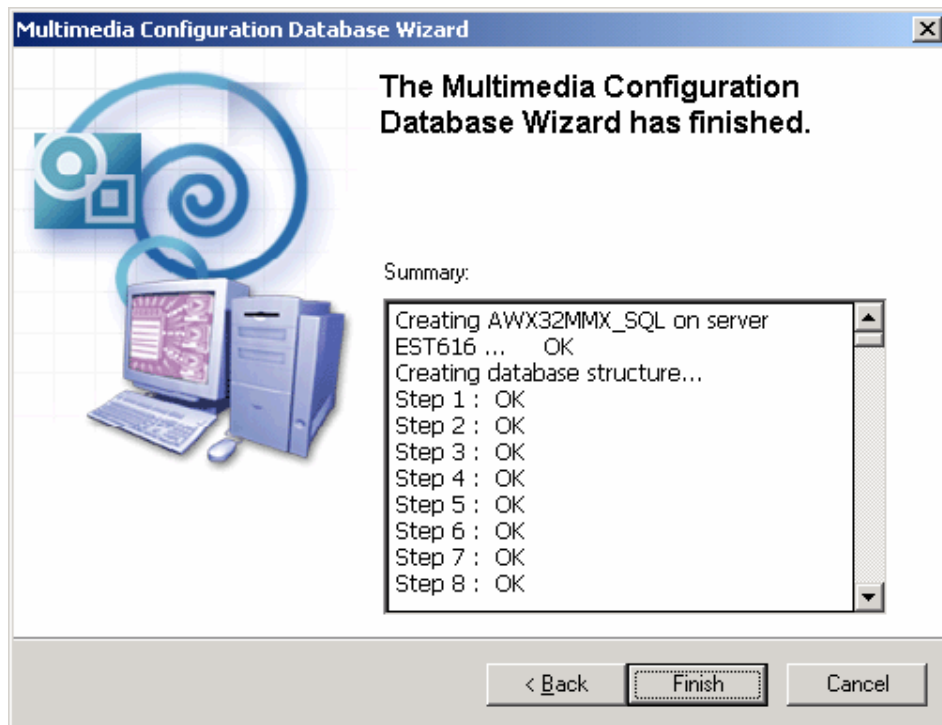 Multimedia Configuration Database Wizard
The Multimedia Configuration
Database Wizard has finished.
Summary:
Creating AWX32MMX_SQL on server
EST616 ... OK
Creating database structure...
Step 1 : OK
Step 2 : OK
Step 3 : OK
Step 4 : OK
Step 5 : OK
Step 6 : OK
Step 7 : OK
Step 8 : OK
< Back Finish Cancel